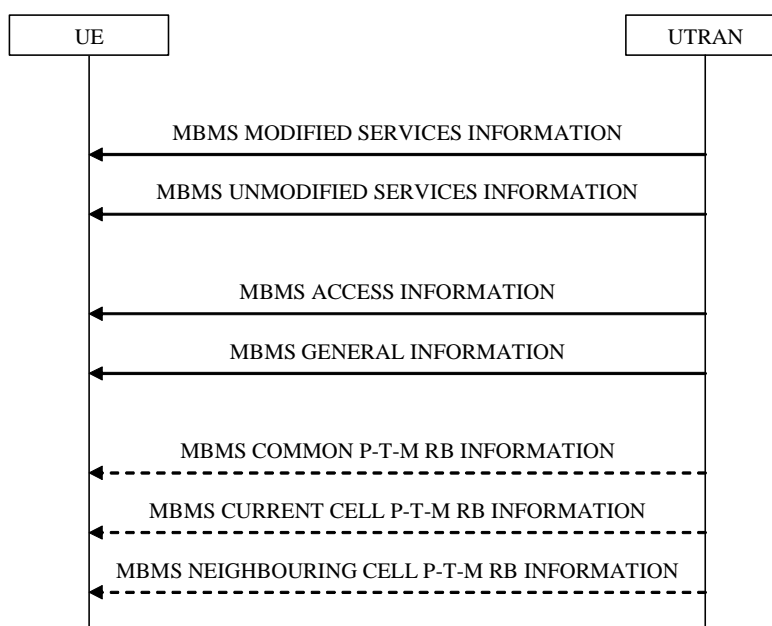 UE
UTRAN
MBMS MODIFIED SERVICES INFORMATION
MBMS UNMODIFIED SERVICES INFORMATION
MBMS ACCESS INFORMATION
MBMS GENERAL INFORMATION
MBMS COMMON P-T-M RB INFORMATION
MBMS CURRENT CELL P-T-M RB INFORMATION
MBMS NEIGHBOURING CELL P-T-M RB INFORMATION